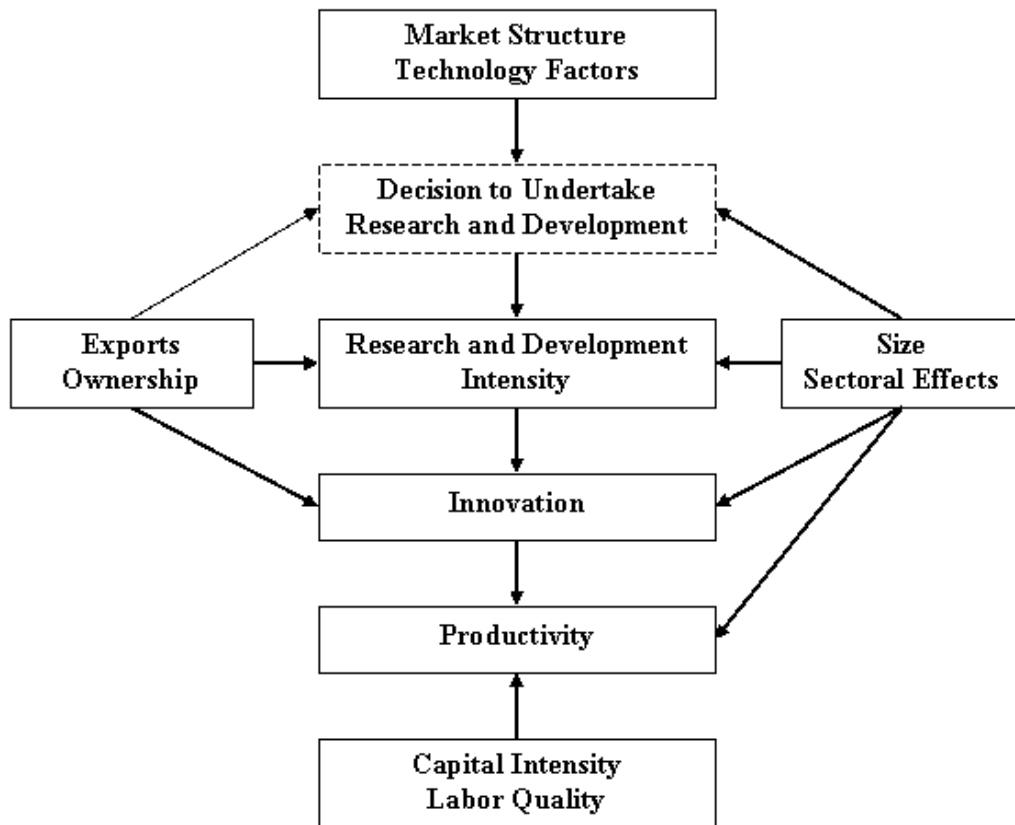 Market Structure
Technology Factors
Decision to Undertake
Research and Development
Exports
Ownership
Research and Development
Intensity
Size
Sectoral Effects
Innovation
Productivity
Capital Intensity
Labor Quality